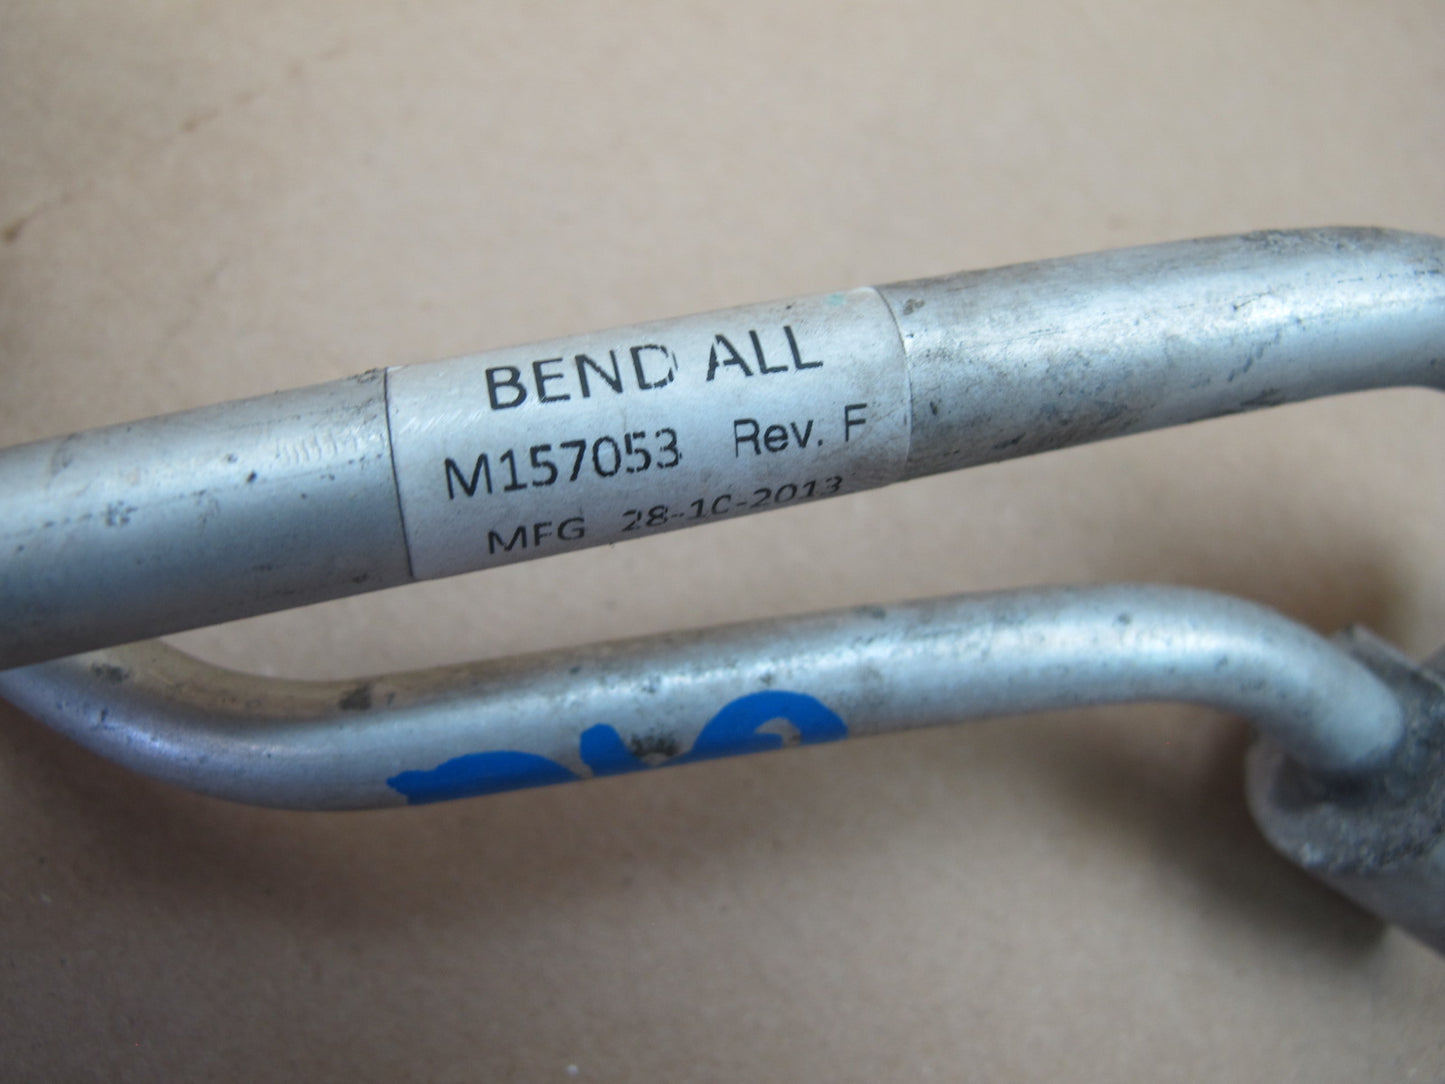 BEND ALL
M157053 Rev. F
MFG 28-10-2013